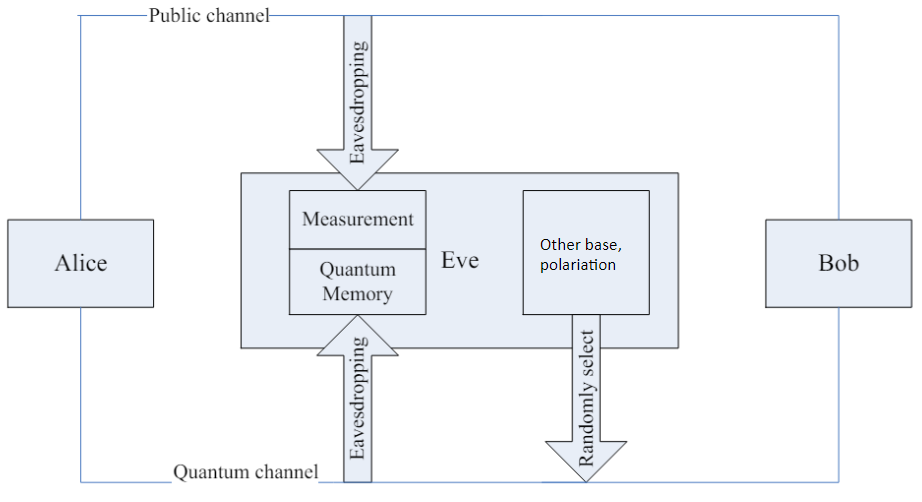 Public channel
Eavesdropping
Measurement
Quantum
Memory
Eve
Other base,
polariation
Alice
Bob
Eavesdropping
Randomly select
Quantum channel